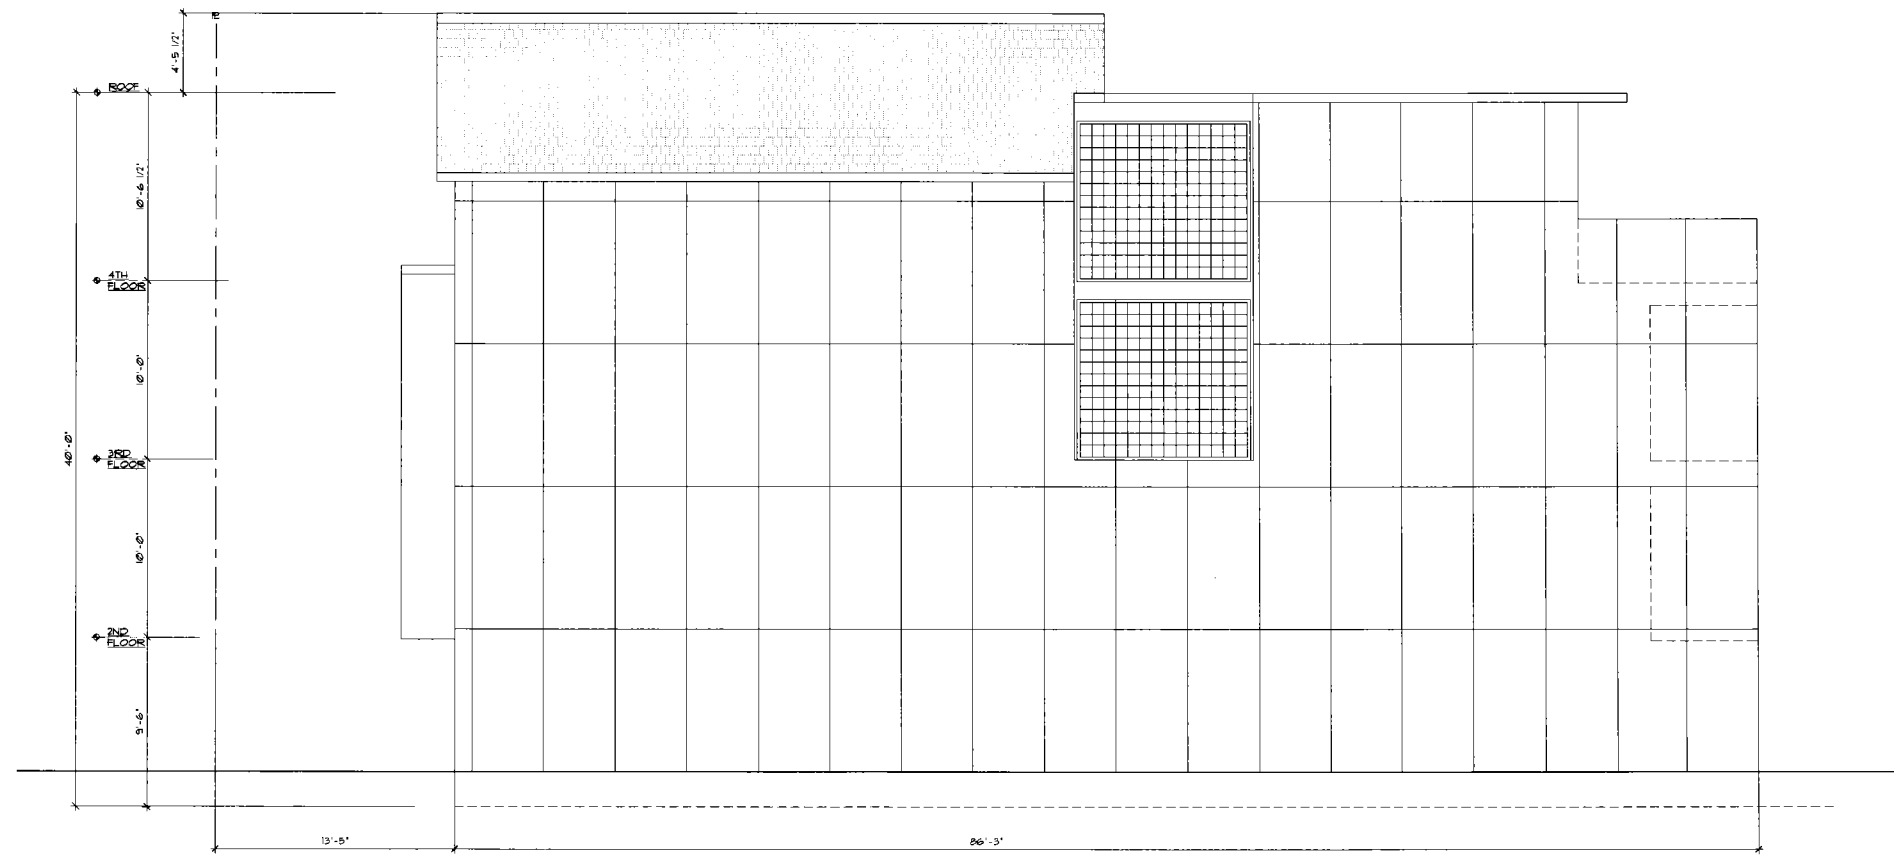 4'-5 1/2"
ROOF
10'-6 1/2"
4TH
FLOOR
10'-0"
40'-0"
3RD
FLOOR
10'-0"
2ND
FLOOR
9'-6"
13'-5"
86'-3"